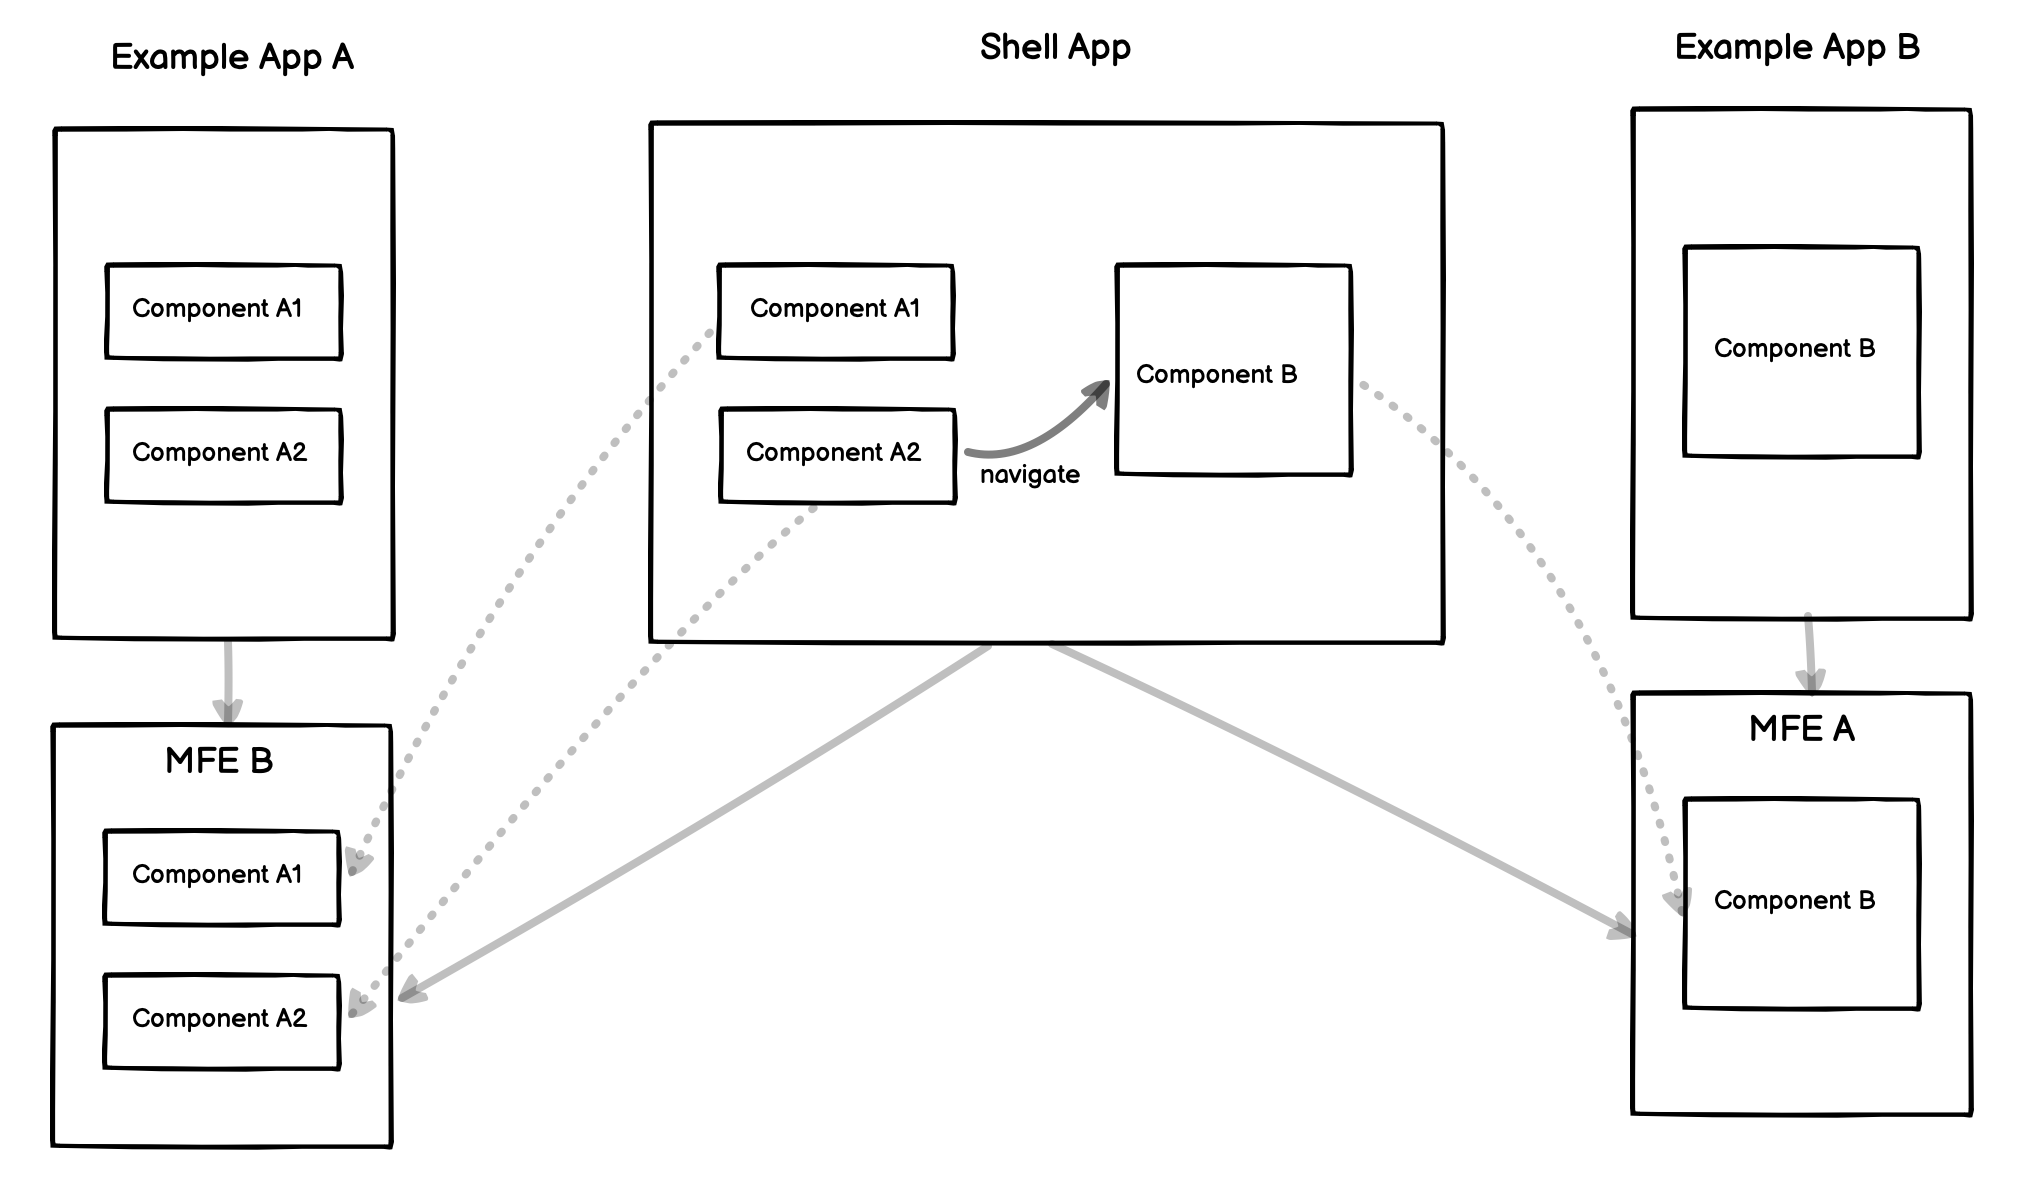 Example App A
Shell App
Example App B
Component A1
Component A2
Component A1
Component A2
navigate
Component B
Component B
MFE B
Component A1
Component A2
MFE A
Component B